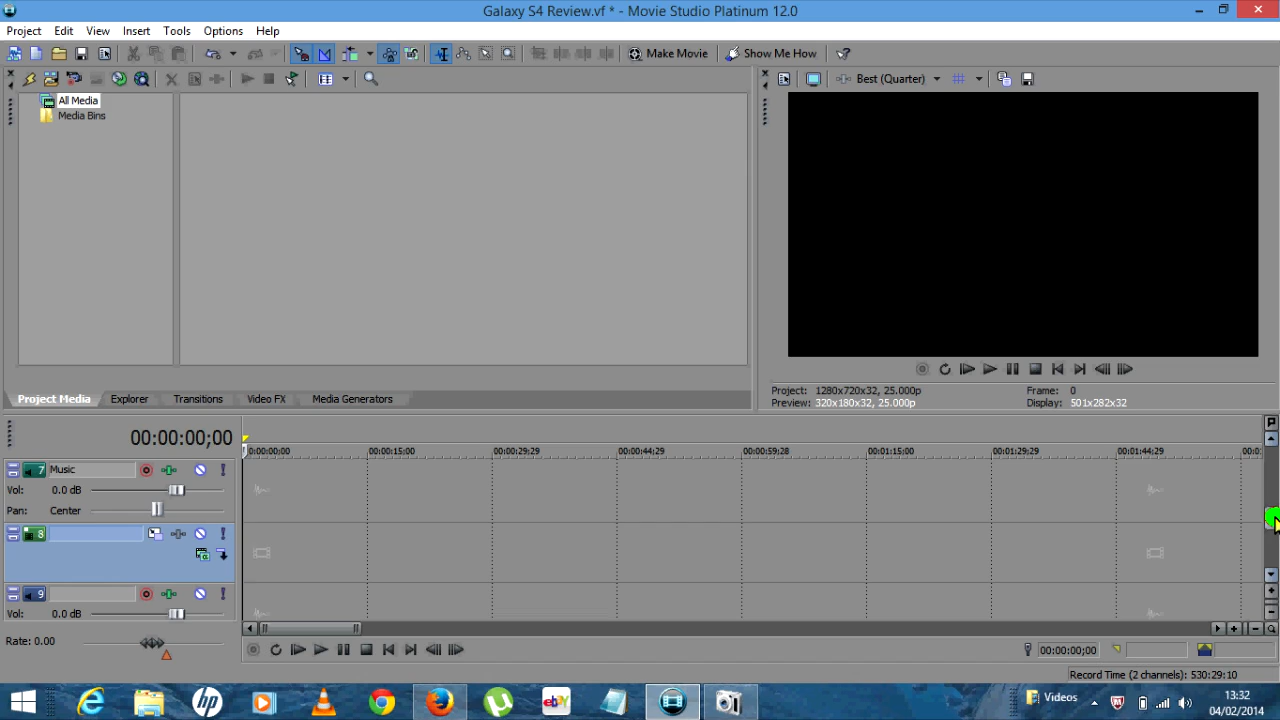 Galaxy S4 Review.vf * - Movie Studio Platinum 12.0
Project Edit View Insert Tools Options Help
Make Movie Show Me How
Best (Quarter)
All Media
Media Bins
Project: 1280x720x32, 25.000p Frame: 0
Preview: 320x180x32, 25.000p Display: 501x282x32
Project Media Explorer Transitions Video FX Media Generators
00:00:00;00
0:00:00;00 00:00:15;00 00:00:29;29 00:00:44;29 00:00:59;28 00:01:15;00 00:01:29;29 00:01:44;29
7 Music
Vol: 0.0 dB
Pan: Center
8
9
Vol: 0.0 dB
Rate: 0.00
00:00:00;00
Record Time (2 channels): 530:29:10
hp
ebay
Videos
13:32
04/02/2014